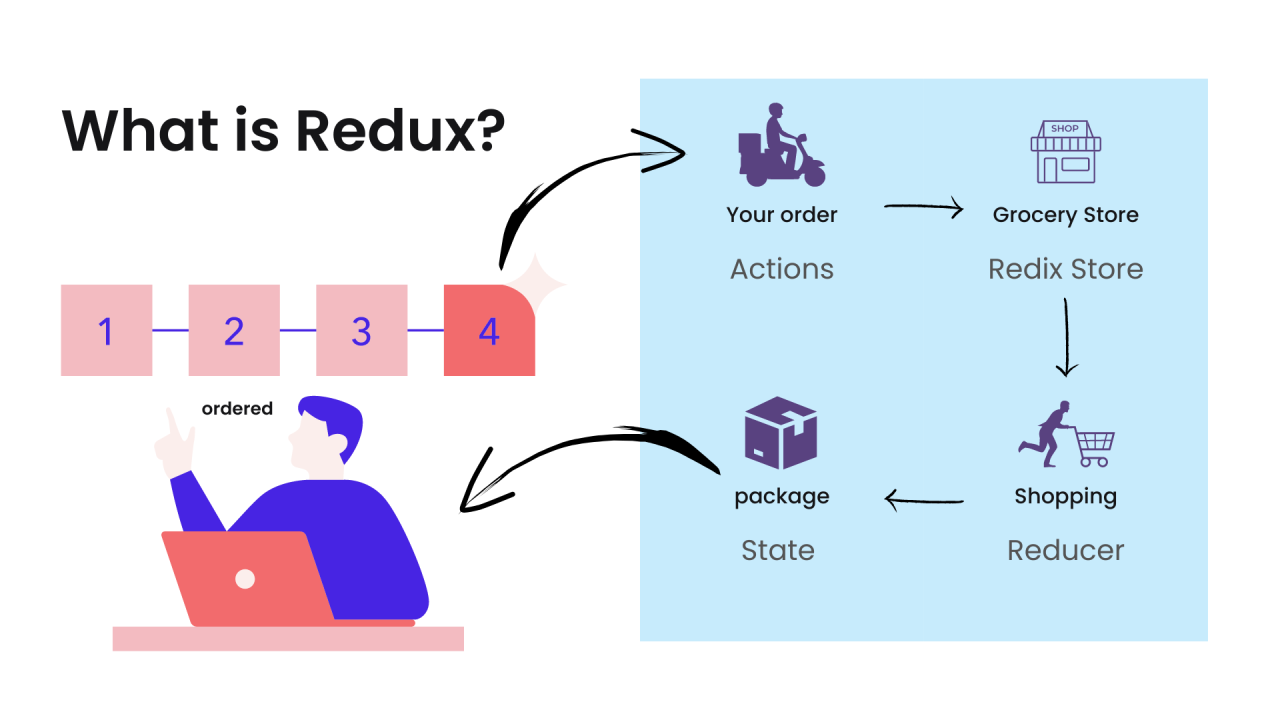 What is Redux?
1
2
3
4
ordered
SHOP
Your order
Grocery Store
Actions
Redix Store
package
Shopping
State
Reducer